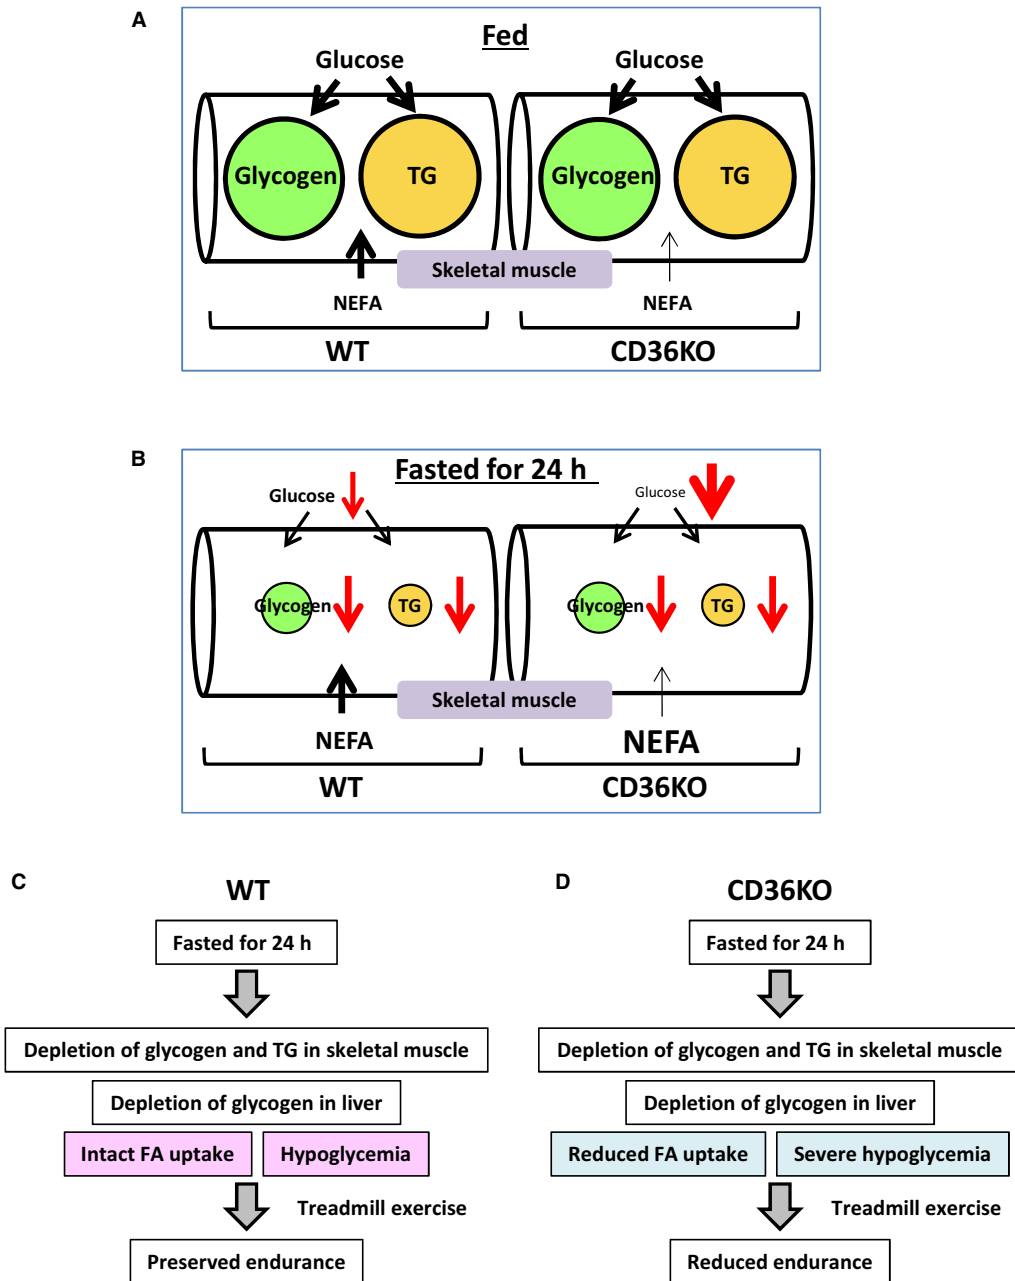 A
Fed
Glucose
Glucose
Glycogen
TG
Glycogen
TG
Skeletal muscle
NEFA
NEFA
WT
CD36KO
B
Fasted for 24 h
Glucose
Glucose
Glycogen
TG
Glycogen
TG
Skeletal muscle
NEFA
NEFA
WT
CD36KO
C
WT
Fasted for 24 h
Depletion of glycogen and TG in skeletal muscle
Depletion of glycogen in liver
Intact FA uptake
Hypoglycemia
Treadmill exercise
Preserved endurance
D
CD36KO
Fasted for 24 h
Depletion of glycogen and TG in skeletal muscle
Depletion of glycogen in liver
Reduced FA uptake
Severe hypoglycemia
Treadmill exercise
Reduced endurance